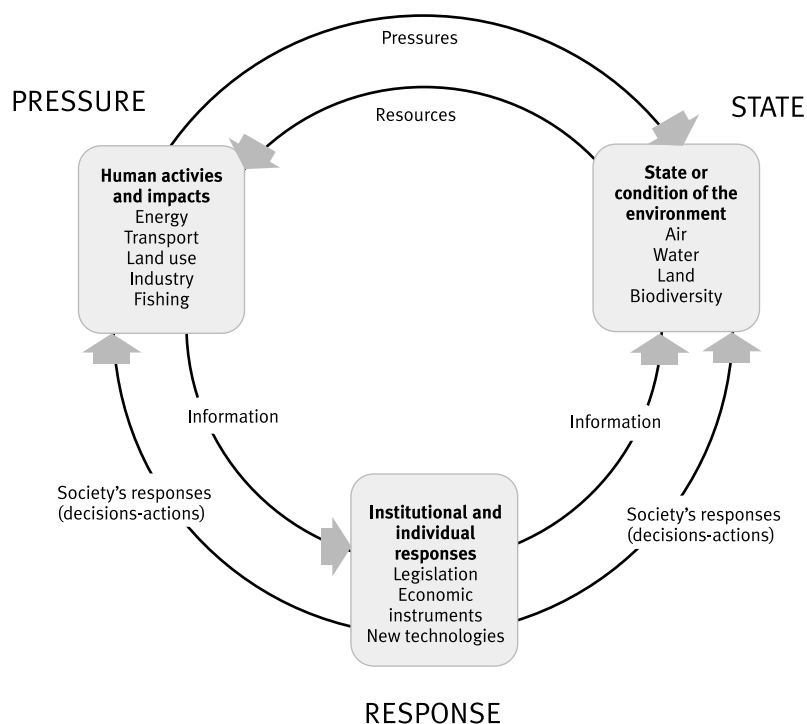 Pressures
Resources
PRESSURE
STATE
Human activies
and impacts
Energy
Transport
Land use
Industry
Fishing
State or
condition of the
environment
Air
Water
Land
Biodiversity
Information
Information
Society's responses
(decisions-actions)
Institutional and
individual
responses
Legislation
Economic
instruments
New technologies
Society's responses
(decisions-actions)
RESPONSE